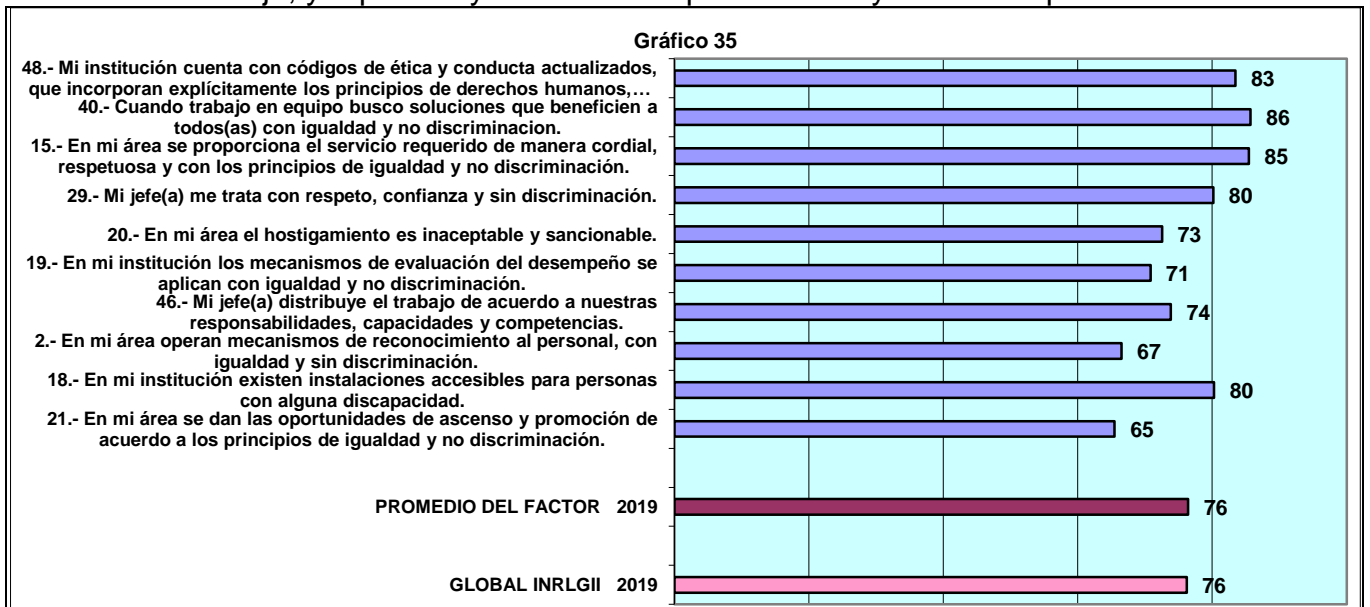 Gráfico 35
48.- Mi institución cuenta con códigos de ética y conducta actualizados,
que incorporan explícitamente los principios de derechos humanos,…
83
40.- Cuando trabajo en equipo busco soluciones que beneficien a
todos(as) con igualdad y no discriminacion.
86
15.- En mi área se proporciona el servicio requerido de manera cordial,
respetuosa y con los principios de igualdad y no discriminación.
85
29.- Mi jefe(a) me trata con respeto, confianza y sin discriminación.
80
20.- En mi área el hostigamiento es inaceptable y sancionable.
73
19.- En mi institución los mecanismos de evaluación del desempeño se
aplican con igualdad y no discriminación.
71
46.- Mi jefe(a) distribuye el trabajo de acuerdo a nuestras
responsabilidades, capacidades y competencias.
74
2.- En mi área operan mecanismos de reconocimiento al personal, con
igualdad y sin discriminación.
67
18.- En mi institución existen instalaciones accesibles para personas
con alguna discapacidad.
80
21.- En mi área se dan las oportunidades de ascenso y promoción de
acuerdo a los principios de igualdad y no discriminación.
65
PROMEDIO DEL FACTOR 2019
76
GLOBAL INRLGII 2019
76